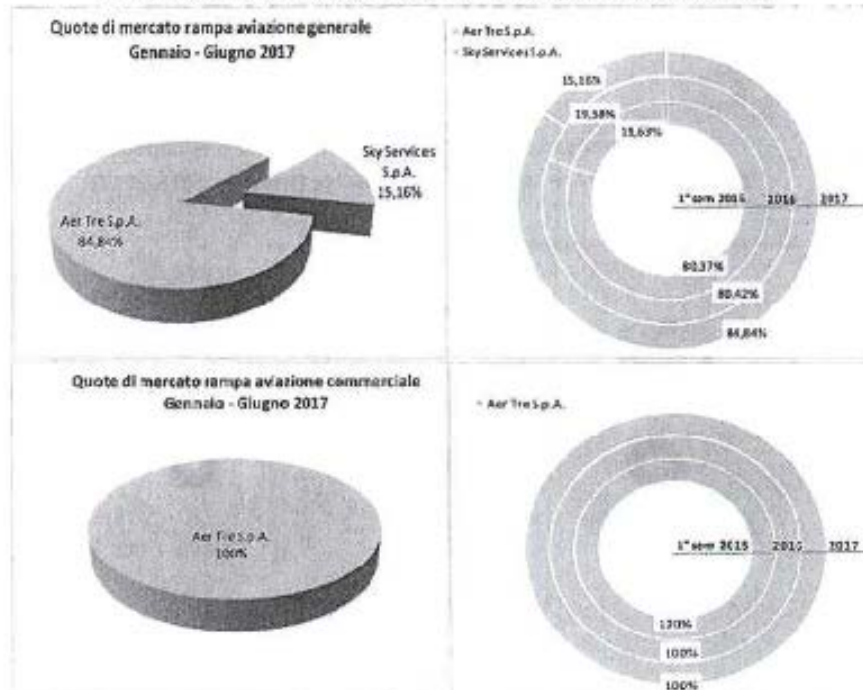 Quote di mercato rampa aviazione generale
Gennaio - Giugno 2017
Sky Services
S.p.A.
15,16%
Aer Tre S.p.A.
84,84%
Aer Tre S.p.A.
Sky Services S.p.A.
15,16%
19,58%
19,63%
1° sem 2015 2016 2017
80,37%
80,42%
84,84%
Quote di mercato rampa aviazione commerciale
Gennaio - Giugno 2017
Aer Tre S.p.A.
100%
Aer Tre S.p.A.
1° sem 2015 2016 2017
100%
100%
100%